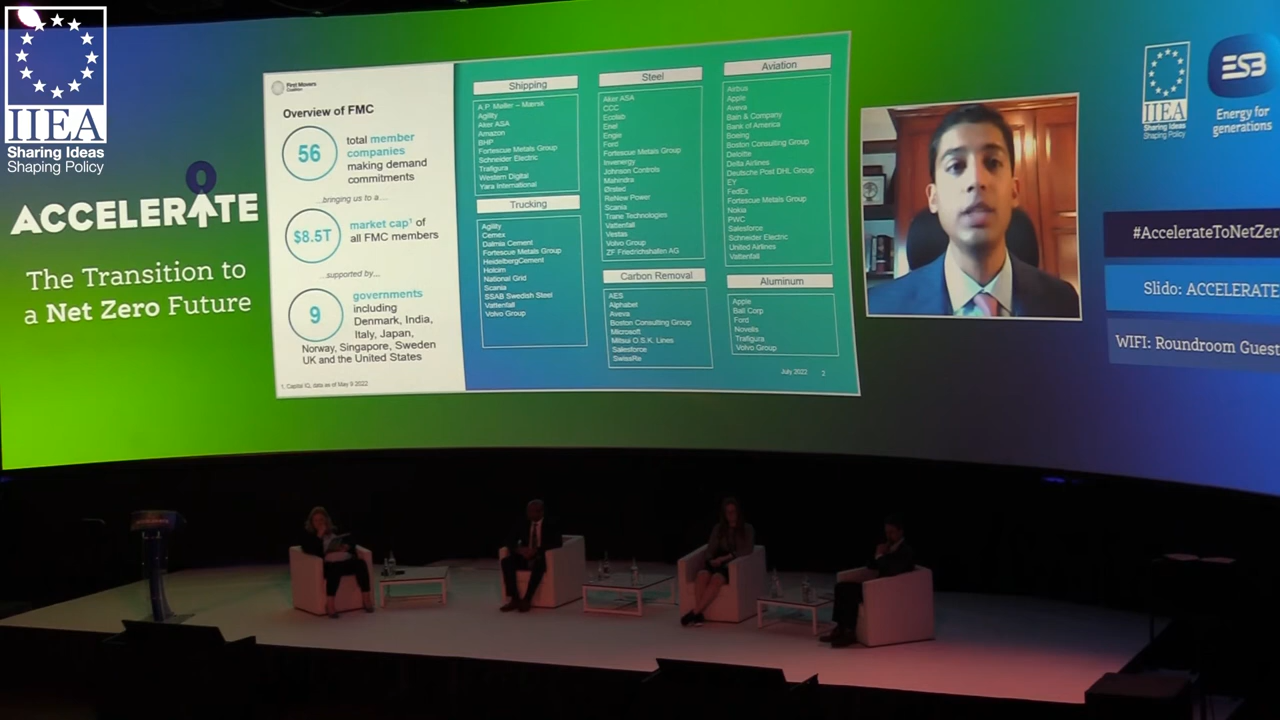 IIEA
Sharing Ideas
Shaping Policy
ACCELERATE
The Transition to
a Net Zero Future
First Movers
Coalition
Overview of FMC
56
total member
companies
making demand
commitments
...bringing us to a....
$8.5T
market cap¹ of
all FMC members
...supported by....
9
governments
including
Denmark, India,
Italy, Japan,
Norway, Singapore, Sweden
UK and the United States
1. Capital IQ, data as of May 9 2022
Shipping
A.P. Møller – Mærsk
Agility
Aker ASA
Amazon
BHP
Fortescue Metals Group
Schneider Electric
Trafigura
Western Digital
Yara International
Trucking
Agility
Cemex
Dalmia Cement
Fortescue Metals Group
HeidelbergCement
Holcim
National Grid
Scania
SSAB Swedish Steel
Vattenfall
Volvo Group
Steel
Aker ASA
CCC
Ecolab
Enel
Engie
Ford
Fortescue Metals Group
Invenergy
Johnson Controls
Mahindra
Ørsted
ReNew Power
Scania
Trane Technologies
Vattenfall
Vestas
Volvo Group
ZF Friedrichshafen AG
Carbon Removal
AES
Alphabet
Aveva
Boston Consulting Group
Microsoft
Mitsui O.S.K. Lines
Salesforce
SwissRe
Aviation
Airbus
Apple
Aveva
Bain & Company
Bank of America
Boeing
Boston Consulting Group
Deloitte
Delta Airlines
Deutsche Post DHL Group
EY
FedEx
Fortescue Metals Group
Nokia
PWC
Salesforce
Schneider Electric
United Airlines
Vattenfall
Aluminum
Apple
Ball Corp
Ford
Novelis
Trafigura
Volvo Group
July 2022 2
IIEA
Sharing Ideas
Shaping Policy
ESB
Energy for
generations
#AccelerateToNetZero
Slido: ACCELERATE
WIFI: Roundroom Guest